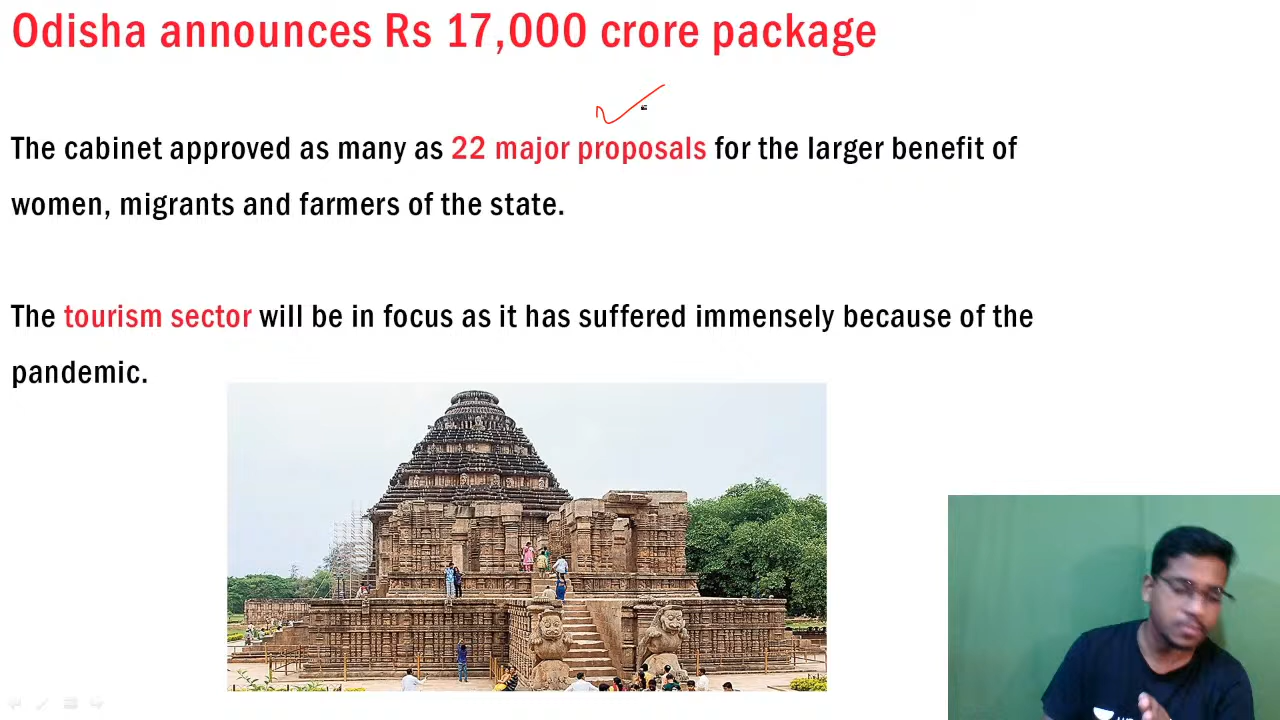 Odisha announces Rs 17,000 crore package
The cabinet approved as many as 22 major proposals for the larger benefit of
women, migrants and farmers of the state.
The tourism sector will be in focus as it has suffered immensely because of the
pandemic.